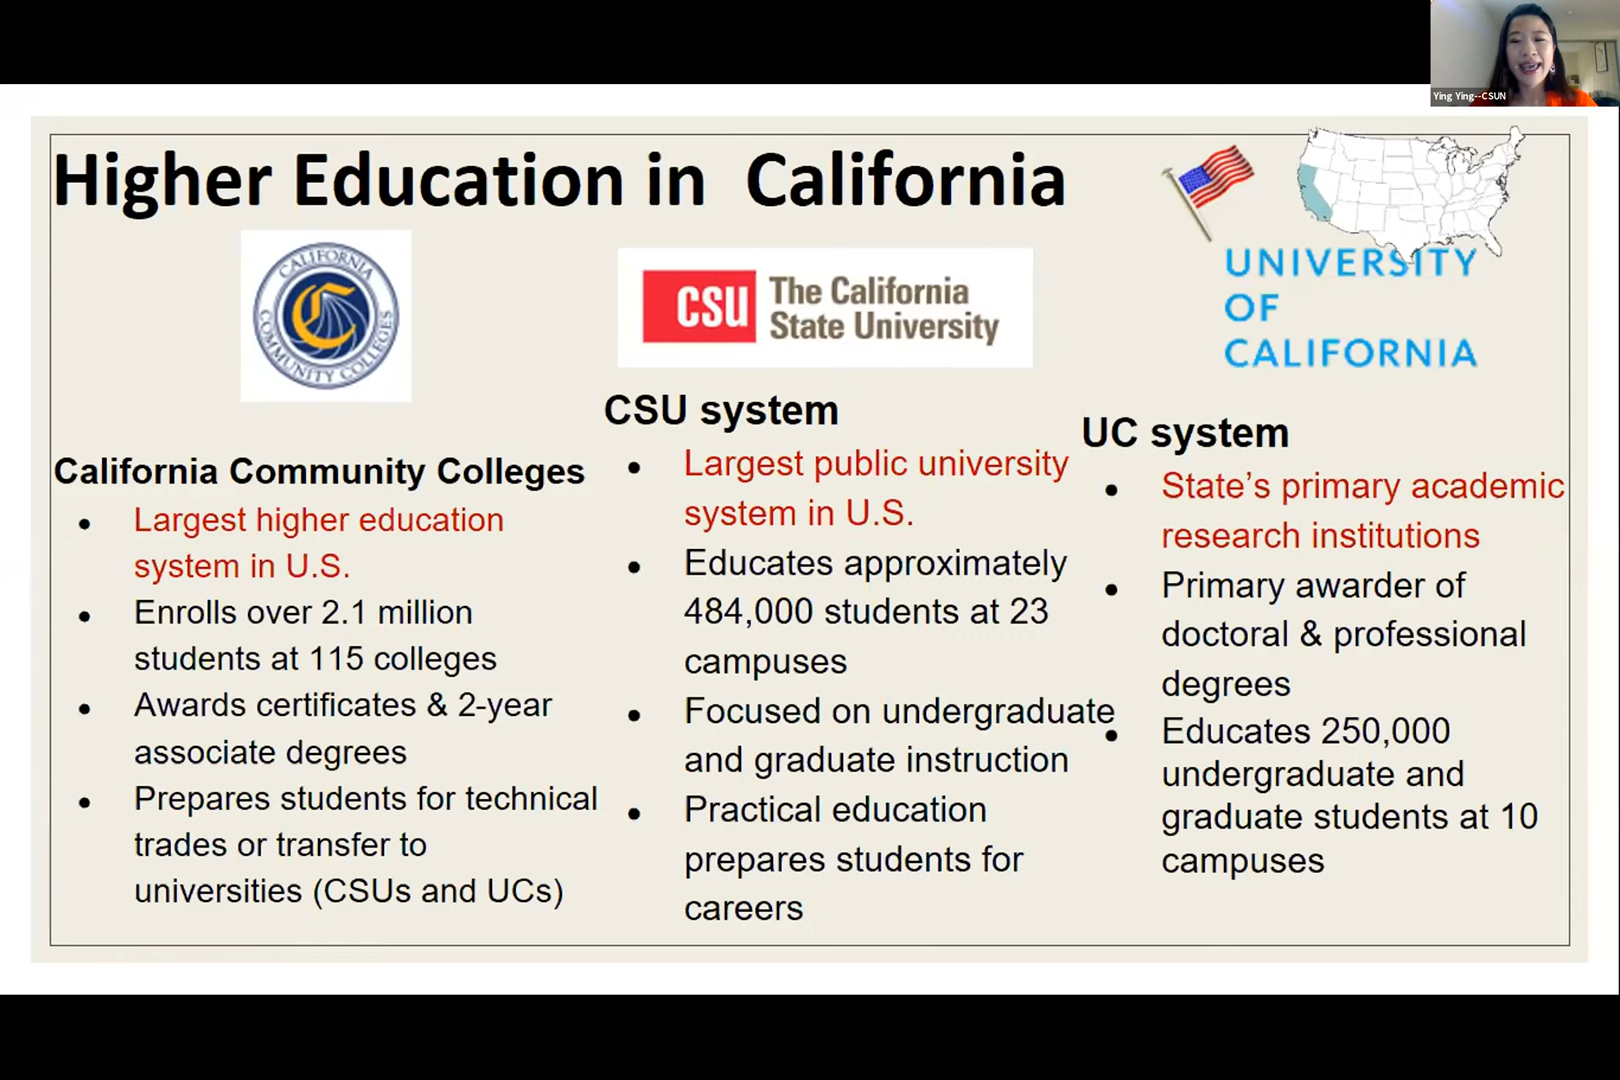 Ying Ying--CSUN
Higher Education in California
CALIFORNIA
COMMUNITY COLLEGES
CSU
The California
State University
UNIVERSITY
OF
CALIFORNIA
California Community Colleges
• Largest higher education
system in U.S.
• Enrolls over 2.1 million
students at 115 colleges
• Awards certificates & 2-year
associate degrees
• Prepares students for technical
trades or transfer to
universities (CSUs and UCs)
CSU system
• Largest public university
system in U.S.
• Educates approximately
484,000 students at 23
campuses
• Focused on undergraduate
and graduate instruction
• Practical education
prepares students for
careers
UC system
• State’s primary academic
research institutions
• Primary awarder of
doctoral & professional
degrees
• Educates 250,000
undergraduate and
graduate students at 10
campuses